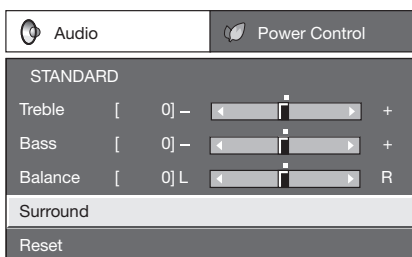 Audio Power Control
STANDARD
Treble [ 0] – +
Bass [ 0] – +
Balance [ 0] L R
Surround
Reset